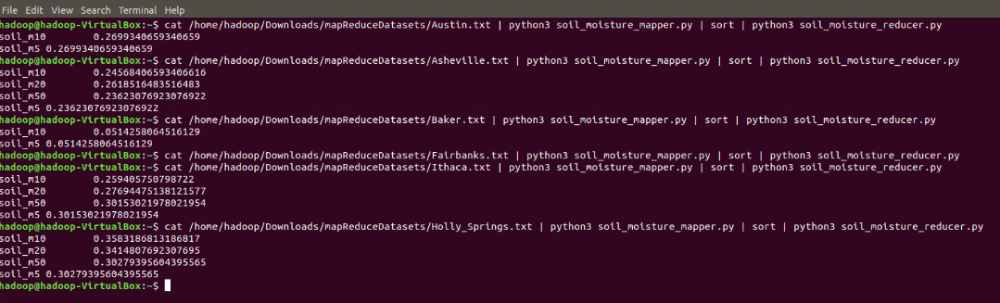 File Edit View Search Terminal Help
hadoop@hadoop-VirtualBox:~$ cat /home/hadoop/Downloads/mapReduceDatasets/Austin.txt | python3 soil_moisture_mapper.py | sort | python3 soil_moisture_reducer.py
soil_m10 0.2699340659340659
soil_m5 0.2699340659340659
hadoop@hadoop-VirtualBox:~$ cat /home/hadoop/Downloads/mapReduceDatasets/Asheville.txt | python3 soil_moisture_mapper.py | sort | python3 soil_moisture_reducer.py
soil_m10 0.24568406593406616
soil_m20 0.2618516483516483
soil_m50 0.23623076923076922
soil_m5 0.23623076923076922
hadoop@hadoop-VirtualBox:~$ cat /home/hadoop/Downloads/mapReduceDatasets/Baker.txt | python3 soil_moisture_mapper.py | sort | python3 soil_moisture_reducer.py
soil_m10 0.0514258064516129
soil_m5 0.0514258064516129
hadoop@hadoop-VirtualBox:~$ cat /home/hadoop/Downloads/mapReduceDatasets/Fairbanks.txt | python3 soil_moisture_mapper.py | sort | python3 soil_moisture_reducer.py
hadoop@hadoop-VirtualBox:~$ cat /home/hadoop/Downloads/mapReduceDatasets/Ithaca.txt | python3 soil_moisture_mapper.py | sort | python3 soil_moisture_reducer.py
soil_m10 0.259405750798722
soil_m20 0.27694475138121577
soil_m50 0.30153021978021954
soil_m5 0.30153021978021954
hadoop@hadoop-VirtualBox:~$ cat /home/hadoop/Downloads/mapReduceDatasets/Holly_Springs.txt | python3 soil_moisture_mapper.py | sort | python3 soil_moisture_reducer.py
soil_m10 0.3583186813186817
soil_m20 0.3414807692307695
soil_m50 0.30279395604395565
soil_m5 0.30279395604395565
hadoop@hadoop-VirtualBox:~$